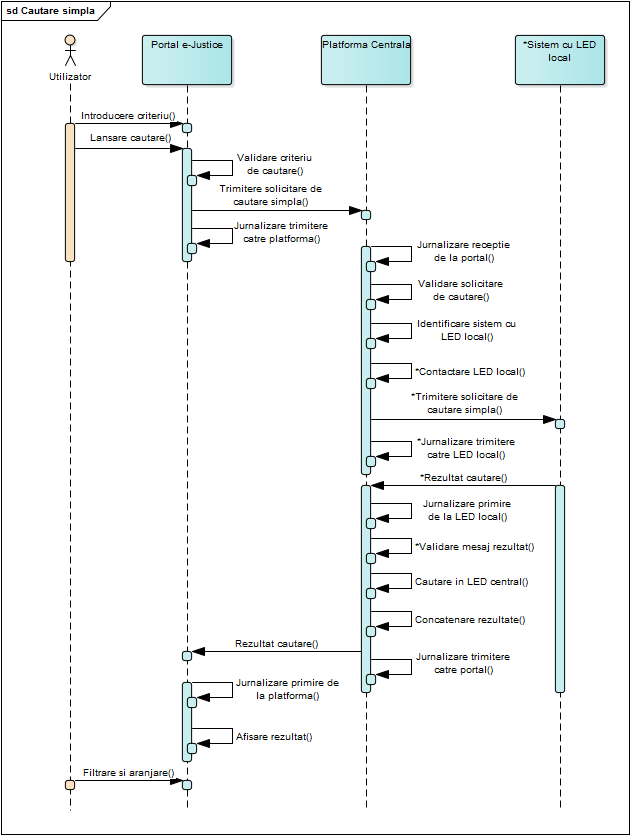 sd Cautare simpla
Utilizator
Portal e-Justice
Platforma Centrala
*Sistem cu LED
local
Introducere criteriu()
Lansare cautare()
Validare criteriu
de cautare()
Trimitere solicitare de
cautare simpla()
Jurnalizare trimitere
catre platforma()
Jurnalizare receptie
de la portal()
Validare solicitare
de cautare()
Identificare sistem cu
LED local()
*Contactare LED local()
*Trimitere solicitare de
cautare simpla()
*Jurnalizare trimitere
catre LED local()
*Rezultat cautare()
Jurnalizare primire
de la LED local()
*Validare mesaj rezultat()
Cautare in LED central()
Concatenare rezultate()
Rezultat cautare()
Jurnalizare trimitere
catre portal()
Jurnalizare primire de
la platforma()
Afisare rezultat()
Filtrare si aranjare()